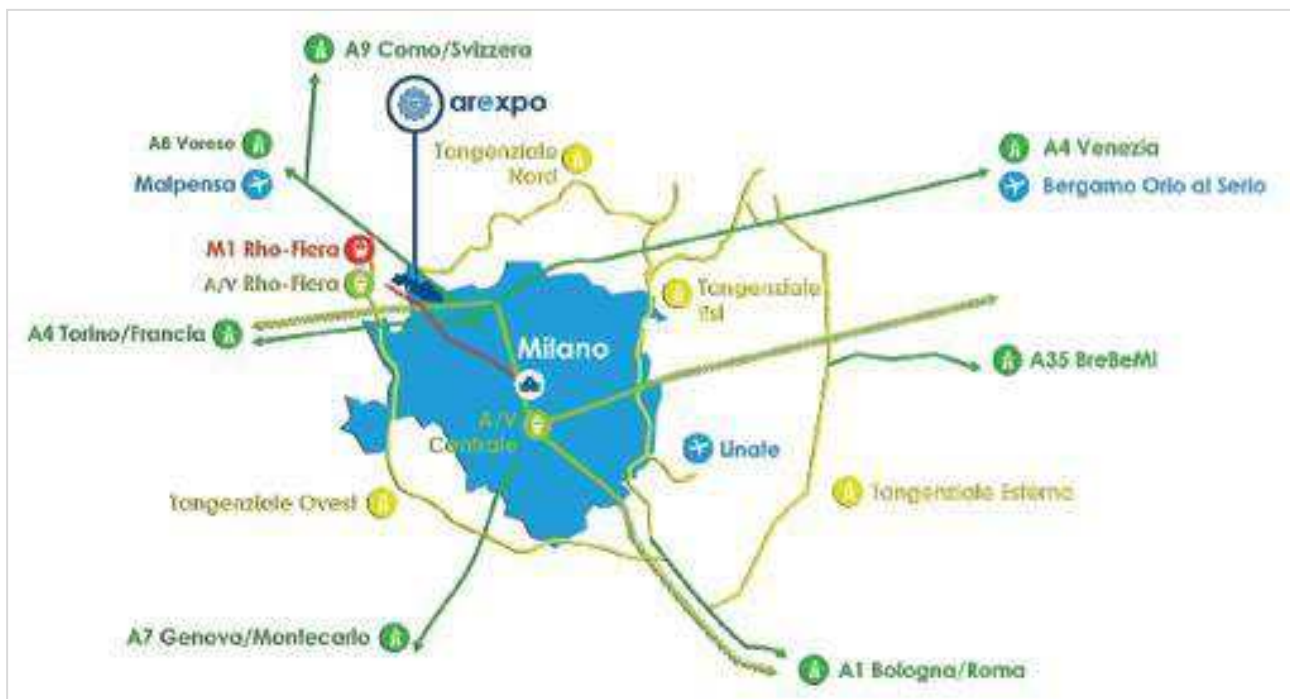 A9 Como/Svizzera
arexpo
A8 Varese
Malpensa
Tangenziale
Nord
A4 Venezia
Bergamo Orio al Serio
M1 Rho-Fiera
A/V Rho-Fiera
Tangenziale
Est
A4 Torino/Francia
Milano
A35 BreBeMi
A/V
Centrale
Linate
Tangenziale Ovest
Tangenziale Esterna
A7 Genova/Montecarlo
A1 Bologna/Roma